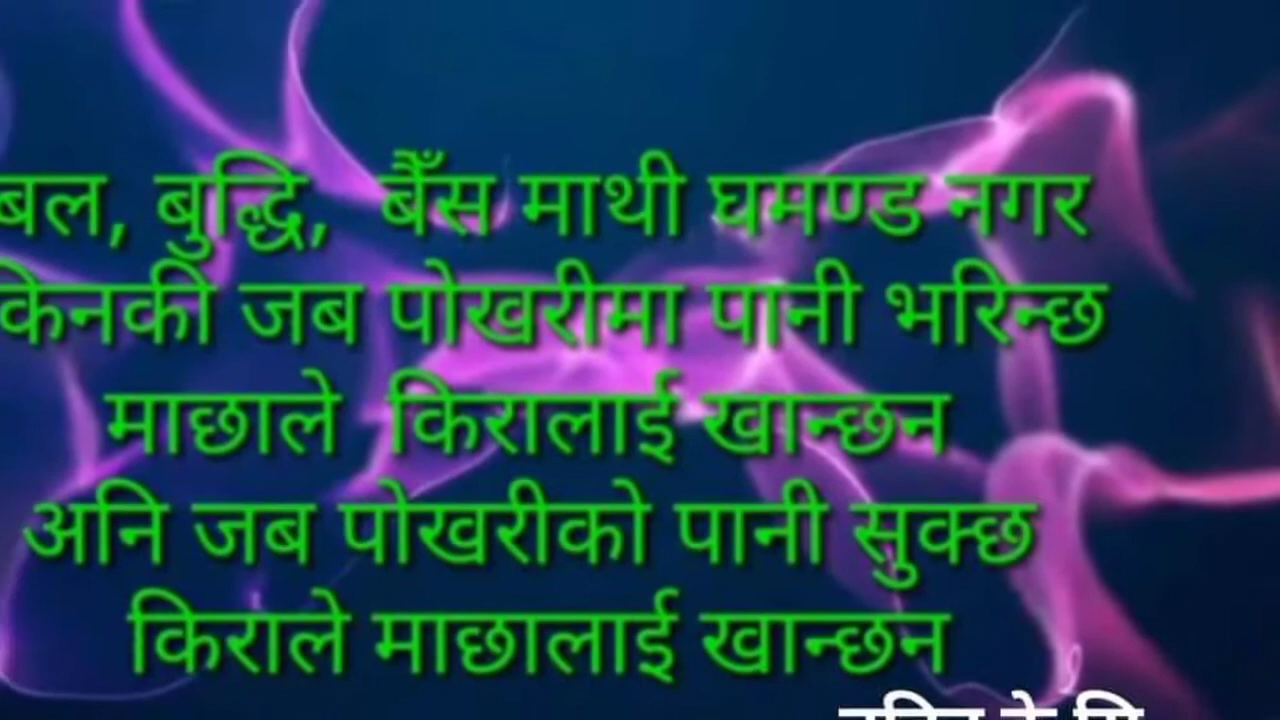 बल, बुद्धि, बैँस माथी घमण्ड नगर
किनकी जब पोखरीमा पानी भरिन्छ
माछाले किरालाई खान्छन
अनि जब पोखरीको पानी सुक्छ
किराले माछालाई खान्छन